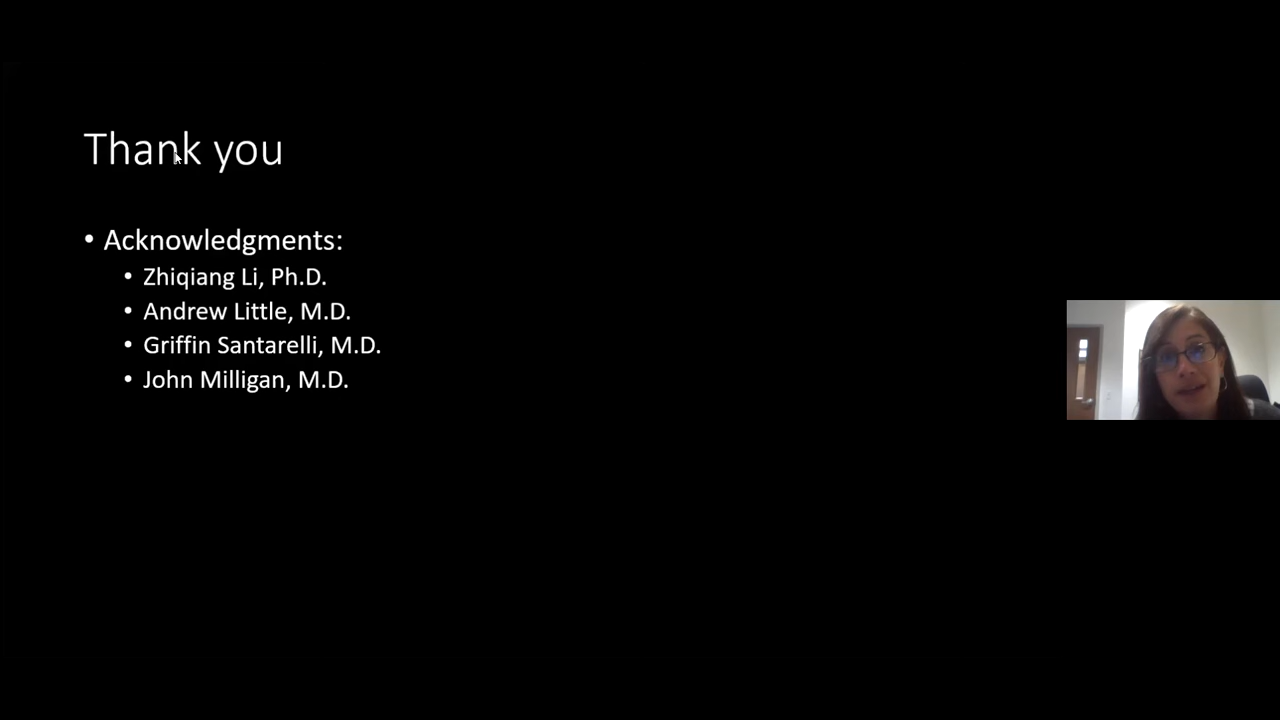 Thank you
• Acknowledgments:
• Zhiqiang Li, Ph.D.
• Andrew Little, M.D.
• Griffin Santarelli, M.D.
• John Milligan, M.D.